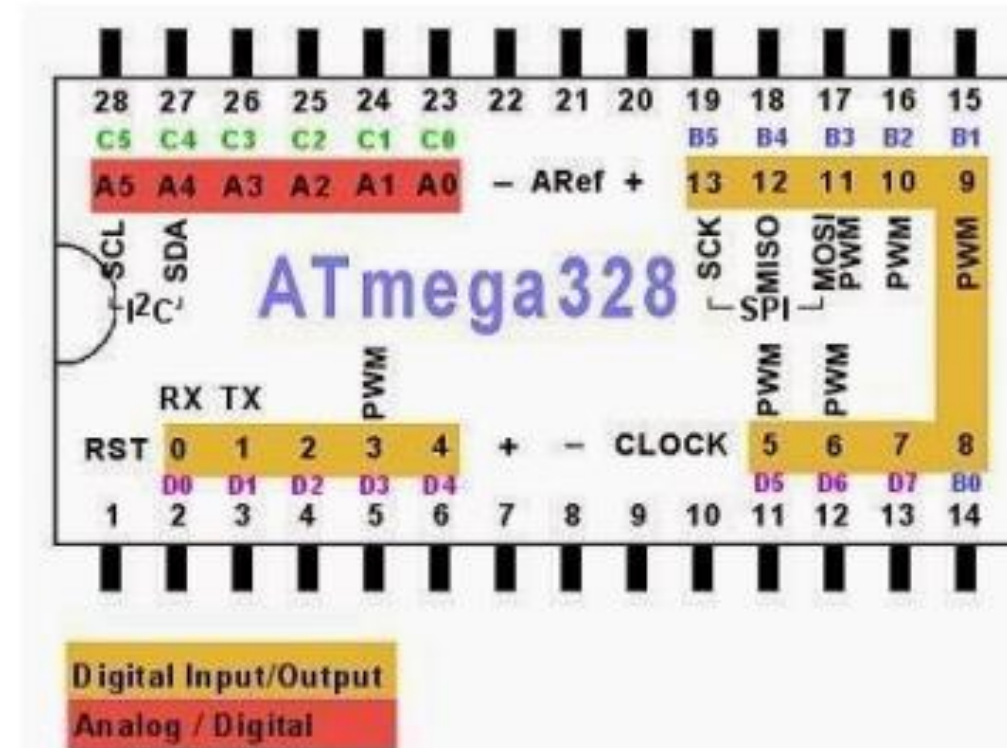 28 27 26 25 24 23 22 21 20 19 18 17 16 15
C5 C4 C3 C2 C1 C0 B5 B4 B3 B2 B1
A5 A4 A3 A2 A1 A0 – ARef + 13 12 11 10 9
SCL SDA SCK MISO MOSI PWM PWM PWM
I²C ATmega328 SPI
RX TX PWM PWM PWM
RST 0 1 2 3 4 + – CLOCK 5 6 7 8
D0 D1 D2 D3 D4 D5 D6 D7 B0
1 2 3 4 5 6 7 8 9 10 11 12 13 14
Digital Input/Output
Analog / Digital